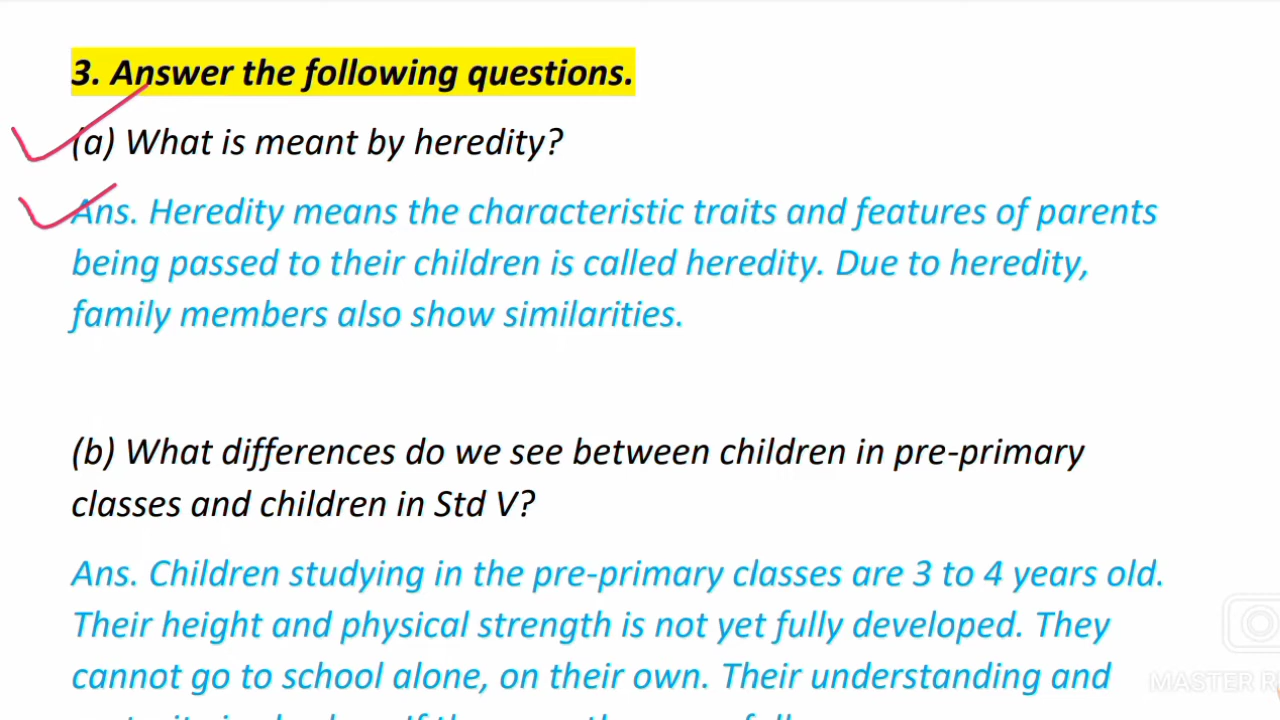 3. Answer the following questions.
(a) What is meant by heredity?
Ans. Heredity means the characteristic traits and features of parents
being passed to their children is called heredity. Due to heredity,
family members also show similarities.
(b) What differences do we see between children in pre-primary
classes and children in Std V?
Ans. Children studying in the pre-primary classes are 3 to 4 years old.
Their height and physical strength is not yet fully developed. They
cannot go to school alone, on their own. Their understanding and
MASTER